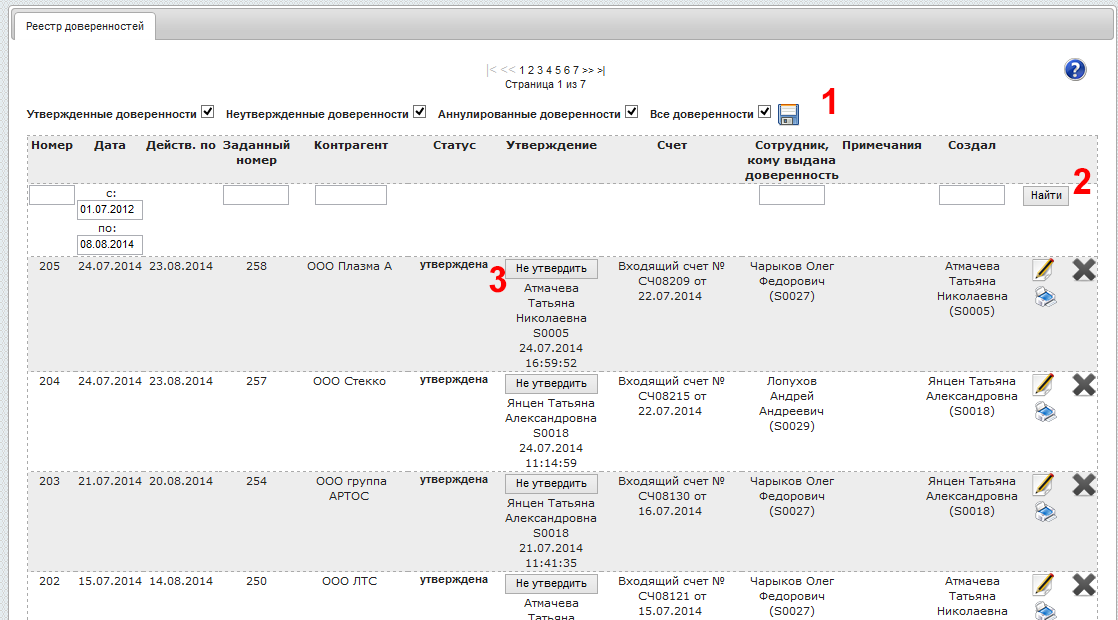 Реестр доверенностей
|< << 1 2 3 4 5 6 7 >> >|
Страница 1 из 7
?
Утвержденные доверенности Неутвержденные доверенности Аннулированные доверенности Все доверенности 1
Номер Дата Действ. по Заданный номер Контрагент Статус Утверждение Счет Сотрудник, кому выдана доверенность Примечания Создал
с:
01.07.2012
по:
08.08.2014
Найти 2
205 24.07.2014 23.08.2014 258 ООО Плазма А утверждена 3 Не утвердить Входящий счет № Чарыков Олег Атмачева
СЧ08209 от Федорович Татьяна
22.07.2014 (S0027) Николаевна
(S0005)
Атмачева
Татьяна
Николаевна
S0005
24.07.2014
16:59:52
204 24.07.2014 23.08.2014 257 ООО Стекко утверждена Не утвердить Входящий счет № Лопухов Янцен Татьяна
СЧ08215 от Андрей Александровна
22.07.2014 Андреевич (S0018)
(S0029)
Янцен Татьяна
Александровна
S0018
24.07.2014
11:14:59
203 21.07.2014 20.08.2014 254 ООО группа утверждена Не утвердить Входящий счет № Чарыков Олег Янцен Татьяна
АРТОС СЧ08130 от Федорович Александровна
16.07.2014 (S0027) (S0018)
Янцен Татьяна
Александровна
S0018
21.07.2014
11:41:35
202 15.07.2014 14.08.2014 250 ООО ЛТС утверждена Не утвердить Входящий счет № Чарыков Олег Атмачева
СЧ08121 от Федорович Татьяна
15.07.2014 (S0027) Николаевна
Атмачева
Татьяна